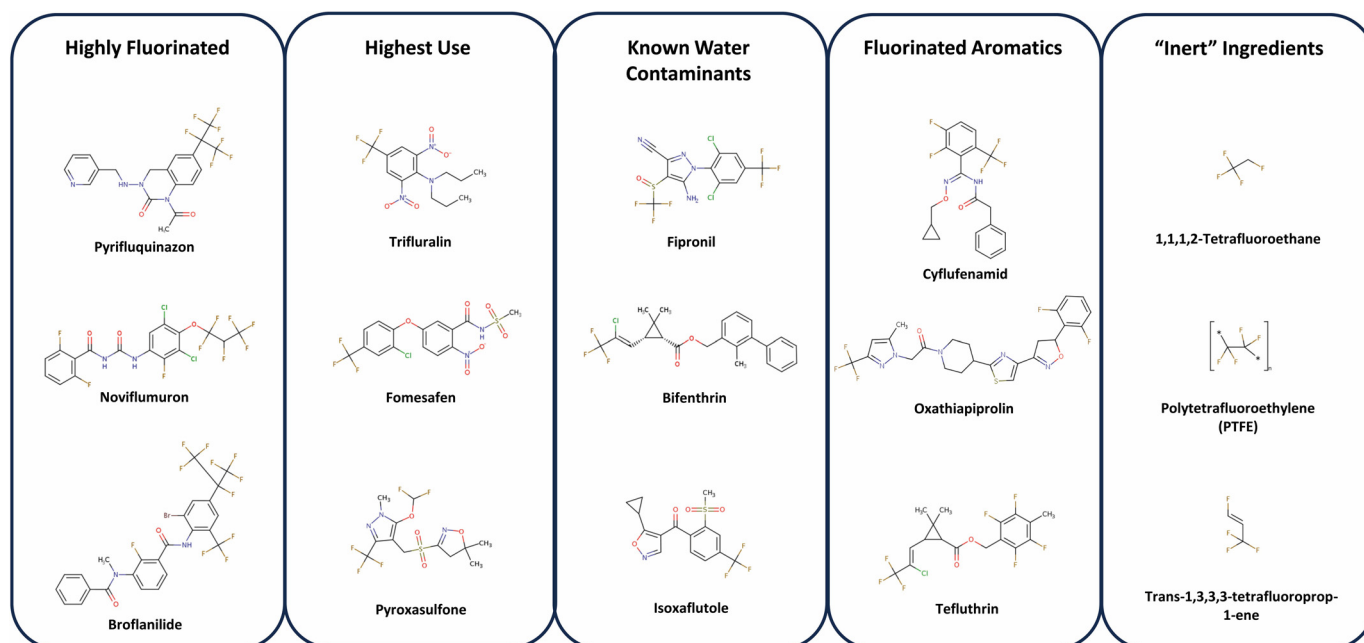 Highly Fluorinated
Pyrifluquinazon
Noviflumuron
Broflanilide
Highest Use
Trifluralin
Fomesafen
Pyroxasulfone
Known Water
Contaminants
Fipronil
Bifenthrin
Isoxaflutole
Fluorinated Aromatics
Cyflufenamid
Oxathiapiprolin
Tefluthrin
“Inert” Ingredients
1,1,1,2-Tetrafluoroethane
Polytetrafluoroethylene
(PTFE)
Trans-1,3,3,3-tetrafluoroprop-
1-ene